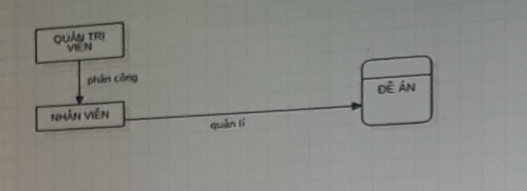 QUẢN TRỊ
VIÊN
phân công
NHÂN VIÊN
quản lí
ĐỀ ÁN